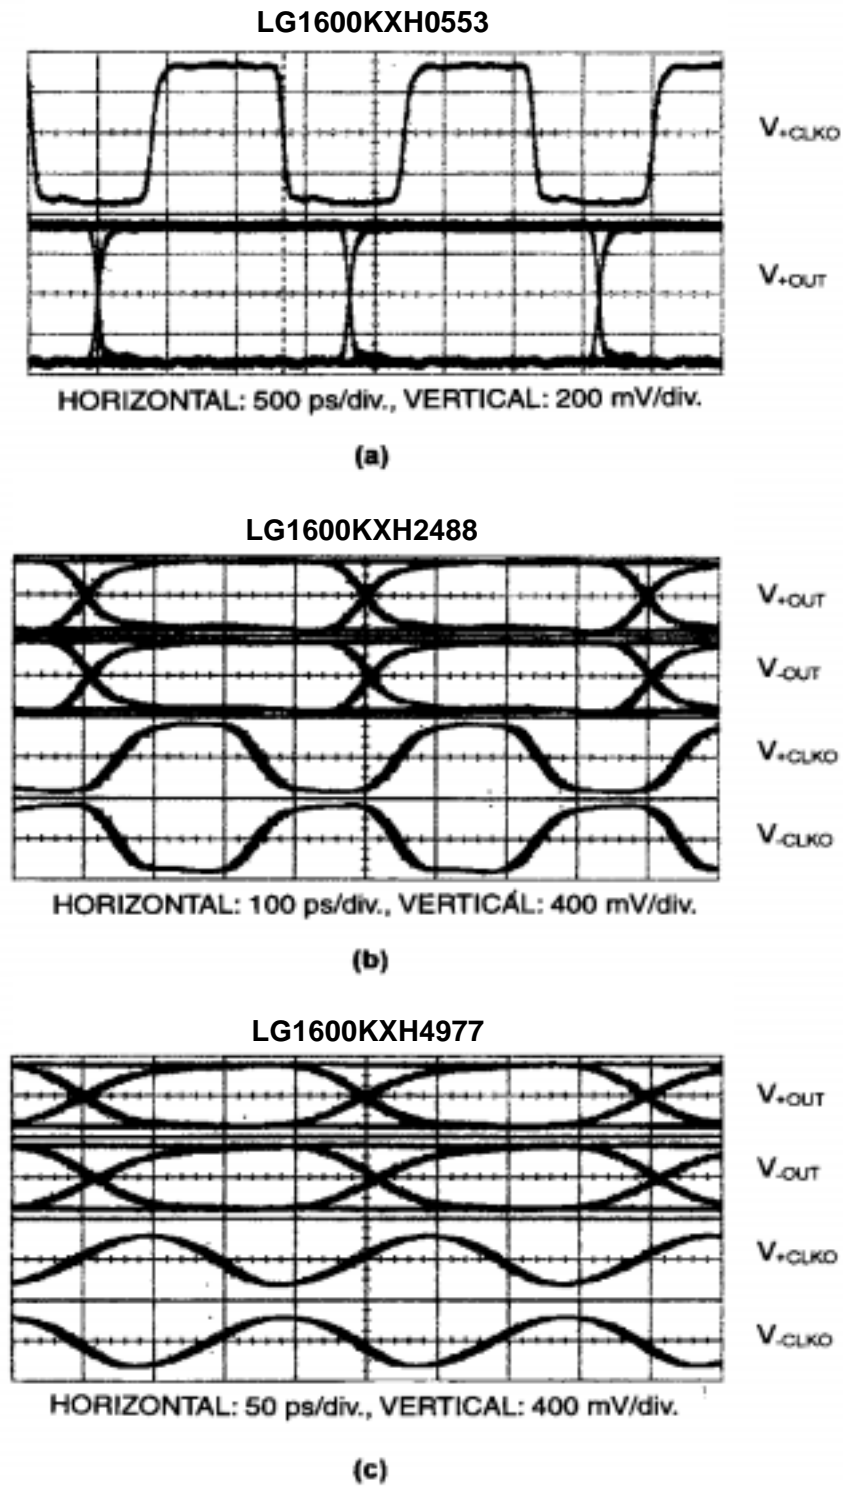 LG1600KXH0553
V+CLKO
V+OUT
HORIZONTAL: 500 ps/div., VERTICAL: 200 mV/div.
(a)
LG1600KXH2488
V+OUT
V-OUT
V+CLKO
V-CLKO
HORIZONTAL: 100 ps/div., VERTICAL: 400 mV/div.
(b)
LG1600KXH4977
V+OUT
V-OUT
V+CLKO
V-CLKO
HORIZONTAL: 50 ps/div., VERTICAL: 400 mV/div.
(c)